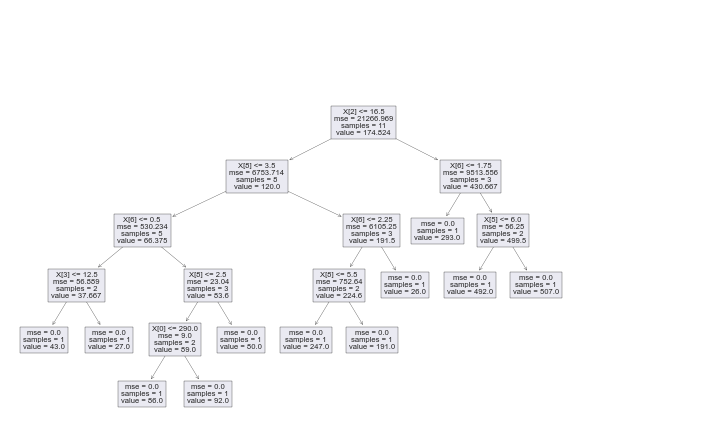 X[2] <= 16.5
mse = 21266.969
samples = 11
value = 174.524
X[5] <= 3.5
mse = 6753.714
samples = 8
value = 120.0
X[6] <= 1.75
mse = 9513.556
samples = 3
value = 430.667
X[6] <= 0.5
mse = 530.234
samples = 5
value = 66.375
X[6] <= 2.25
mse = 6105.25
samples = 3
value = 191.5
mse = 0.0
samples = 1
value = 293.0
X[5] <= 6.0
mse = 56.25
samples = 2
value = 499.5
X[3] <= 12.5
mse = 56.889
samples = 2
value = 37.667
X[5] <= 2.5
mse = 23.04
samples = 3
value = 83.6
X[5] <= 5.5
mse = 752.64
samples = 2
value = 224.6
mse = 0.0
samples = 1
value = 26.0
mse = 0.0
samples = 1
value = 492.0
mse = 0.0
samples = 1
value = 507.0
mse = 0.0
samples = 1
value = 43.0
mse = 0.0
samples = 1
value = 27.0
X[0] <= 290.0
mse = 9.0
samples = 2
value = 89.0
mse = 0.0
samples = 1
value = 80.0
mse = 0.0
samples = 1
value = 247.0
mse = 0.0
samples = 1
value = 191.0
mse = 0.0
samples = 1
value = 86.0
mse = 0.0
samples = 1
value = 92.0